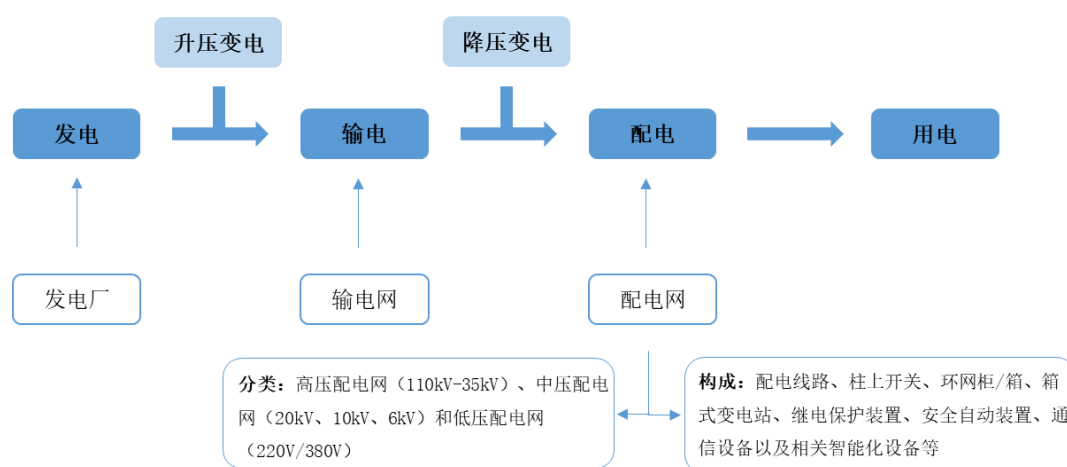 升压变电
降压变电
发电
输电
配电
用电
发电厂
输电网
配电网
分类：高压配电网（110kV-35kV）、中压配电
网（20kV、10kV、6kV）和低压配电网
（220V/380V）
构成：配电线路、柱上开关、环网柜/箱、箱
式变电站、继电保护装置、安全自动装置、通
信设备以及相关智能化设备等